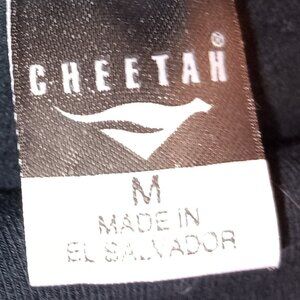 CHEETAH ®
M
MADE IN
EL SALVADOR